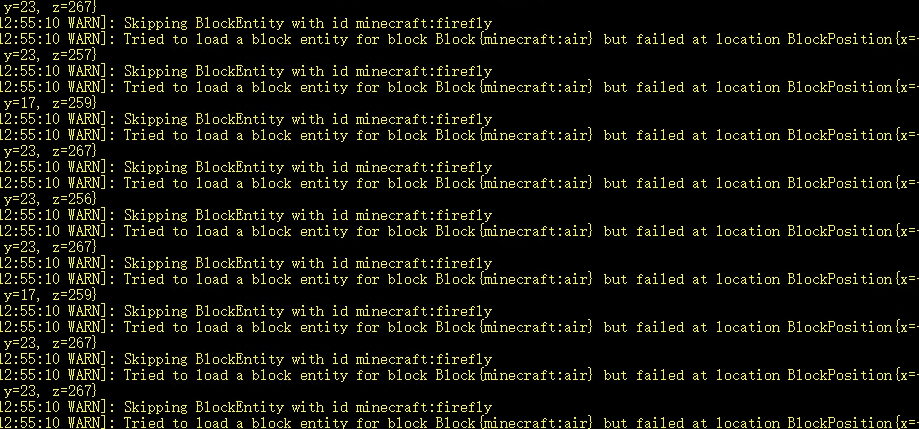 y=23, z=267}
12:55:10 WARN]: Skipping BlockEntity with id minecraft:firefly
12:55:10 WARN]: Tried to load a block entity for block Block{minecraft:air} but failed at location BlockPosition{x=-
y=23, z=257}
12:55:10 WARN]: Skipping BlockEntity with id minecraft:firefly
12:55:10 WARN]: Tried to load a block entity for block Block{minecraft:air} but failed at location BlockPosition{x=-
y=17, z=259}
12:55:10 WARN]: Skipping BlockEntity with id minecraft:firefly
12:55:10 WARN]: Tried to load a block entity for block Block{minecraft:air} but failed at location BlockPosition{x=-
y=23, z=267}
12:55:10 WARN]: Skipping BlockEntity with id minecraft:firefly
12:55:10 WARN]: Tried to load a block entity for block Block{minecraft:air} but failed at location BlockPosition{x=-
y=23, z=256}
12:55:10 WARN]: Skipping BlockEntity with id minecraft:firefly
12:55:10 WARN]: Tried to load a block entity for block Block{minecraft:air} but failed at location BlockPosition{x=-
y=23, z=267}
12:55:10 WARN]: Skipping BlockEntity with id minecraft:firefly
12:55:10 WARN]: Tried to load a block entity for block Block{minecraft:air} but failed at location BlockPosition{x=-
y=17, z=259}
12:55:10 WARN]: Skipping BlockEntity with id minecraft:firefly
12:55:10 WARN]: Tried to load a block entity for block Block{minecraft:air} but failed at location BlockPosition{x=-
y=23, z=267}
12:55:10 WARN]: Skipping BlockEntity with id minecraft:firefly
12:55:10 WARN]: Tried to load a block entity for block Block{minecraft:air} but failed at location BlockPosition{x=-
y=23, z=267}
12:55:10 WARN]: Skipping BlockEntity with id minecraft:firefly
12:55:10 WARN]: Tried to load a block entity for block Block{minecraft:air} but failed at location BlockPosition{x=-